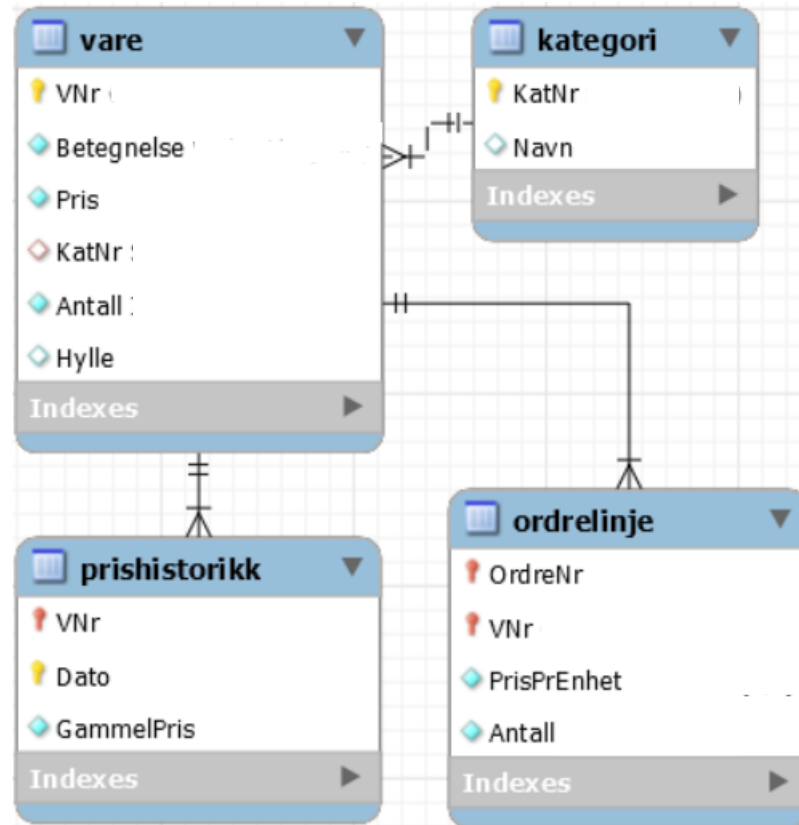 vare
VNr
Betegnelse
Pris
KatNr
Antall
Hylle
Indexes
kategori
KatNr
Navn
Indexes
prishistorikk
VNr
Dato
GammelPris
Indexes
ordrelinje
OrdreNr
VNr
PrisPrEnhet
Antall
Indexes